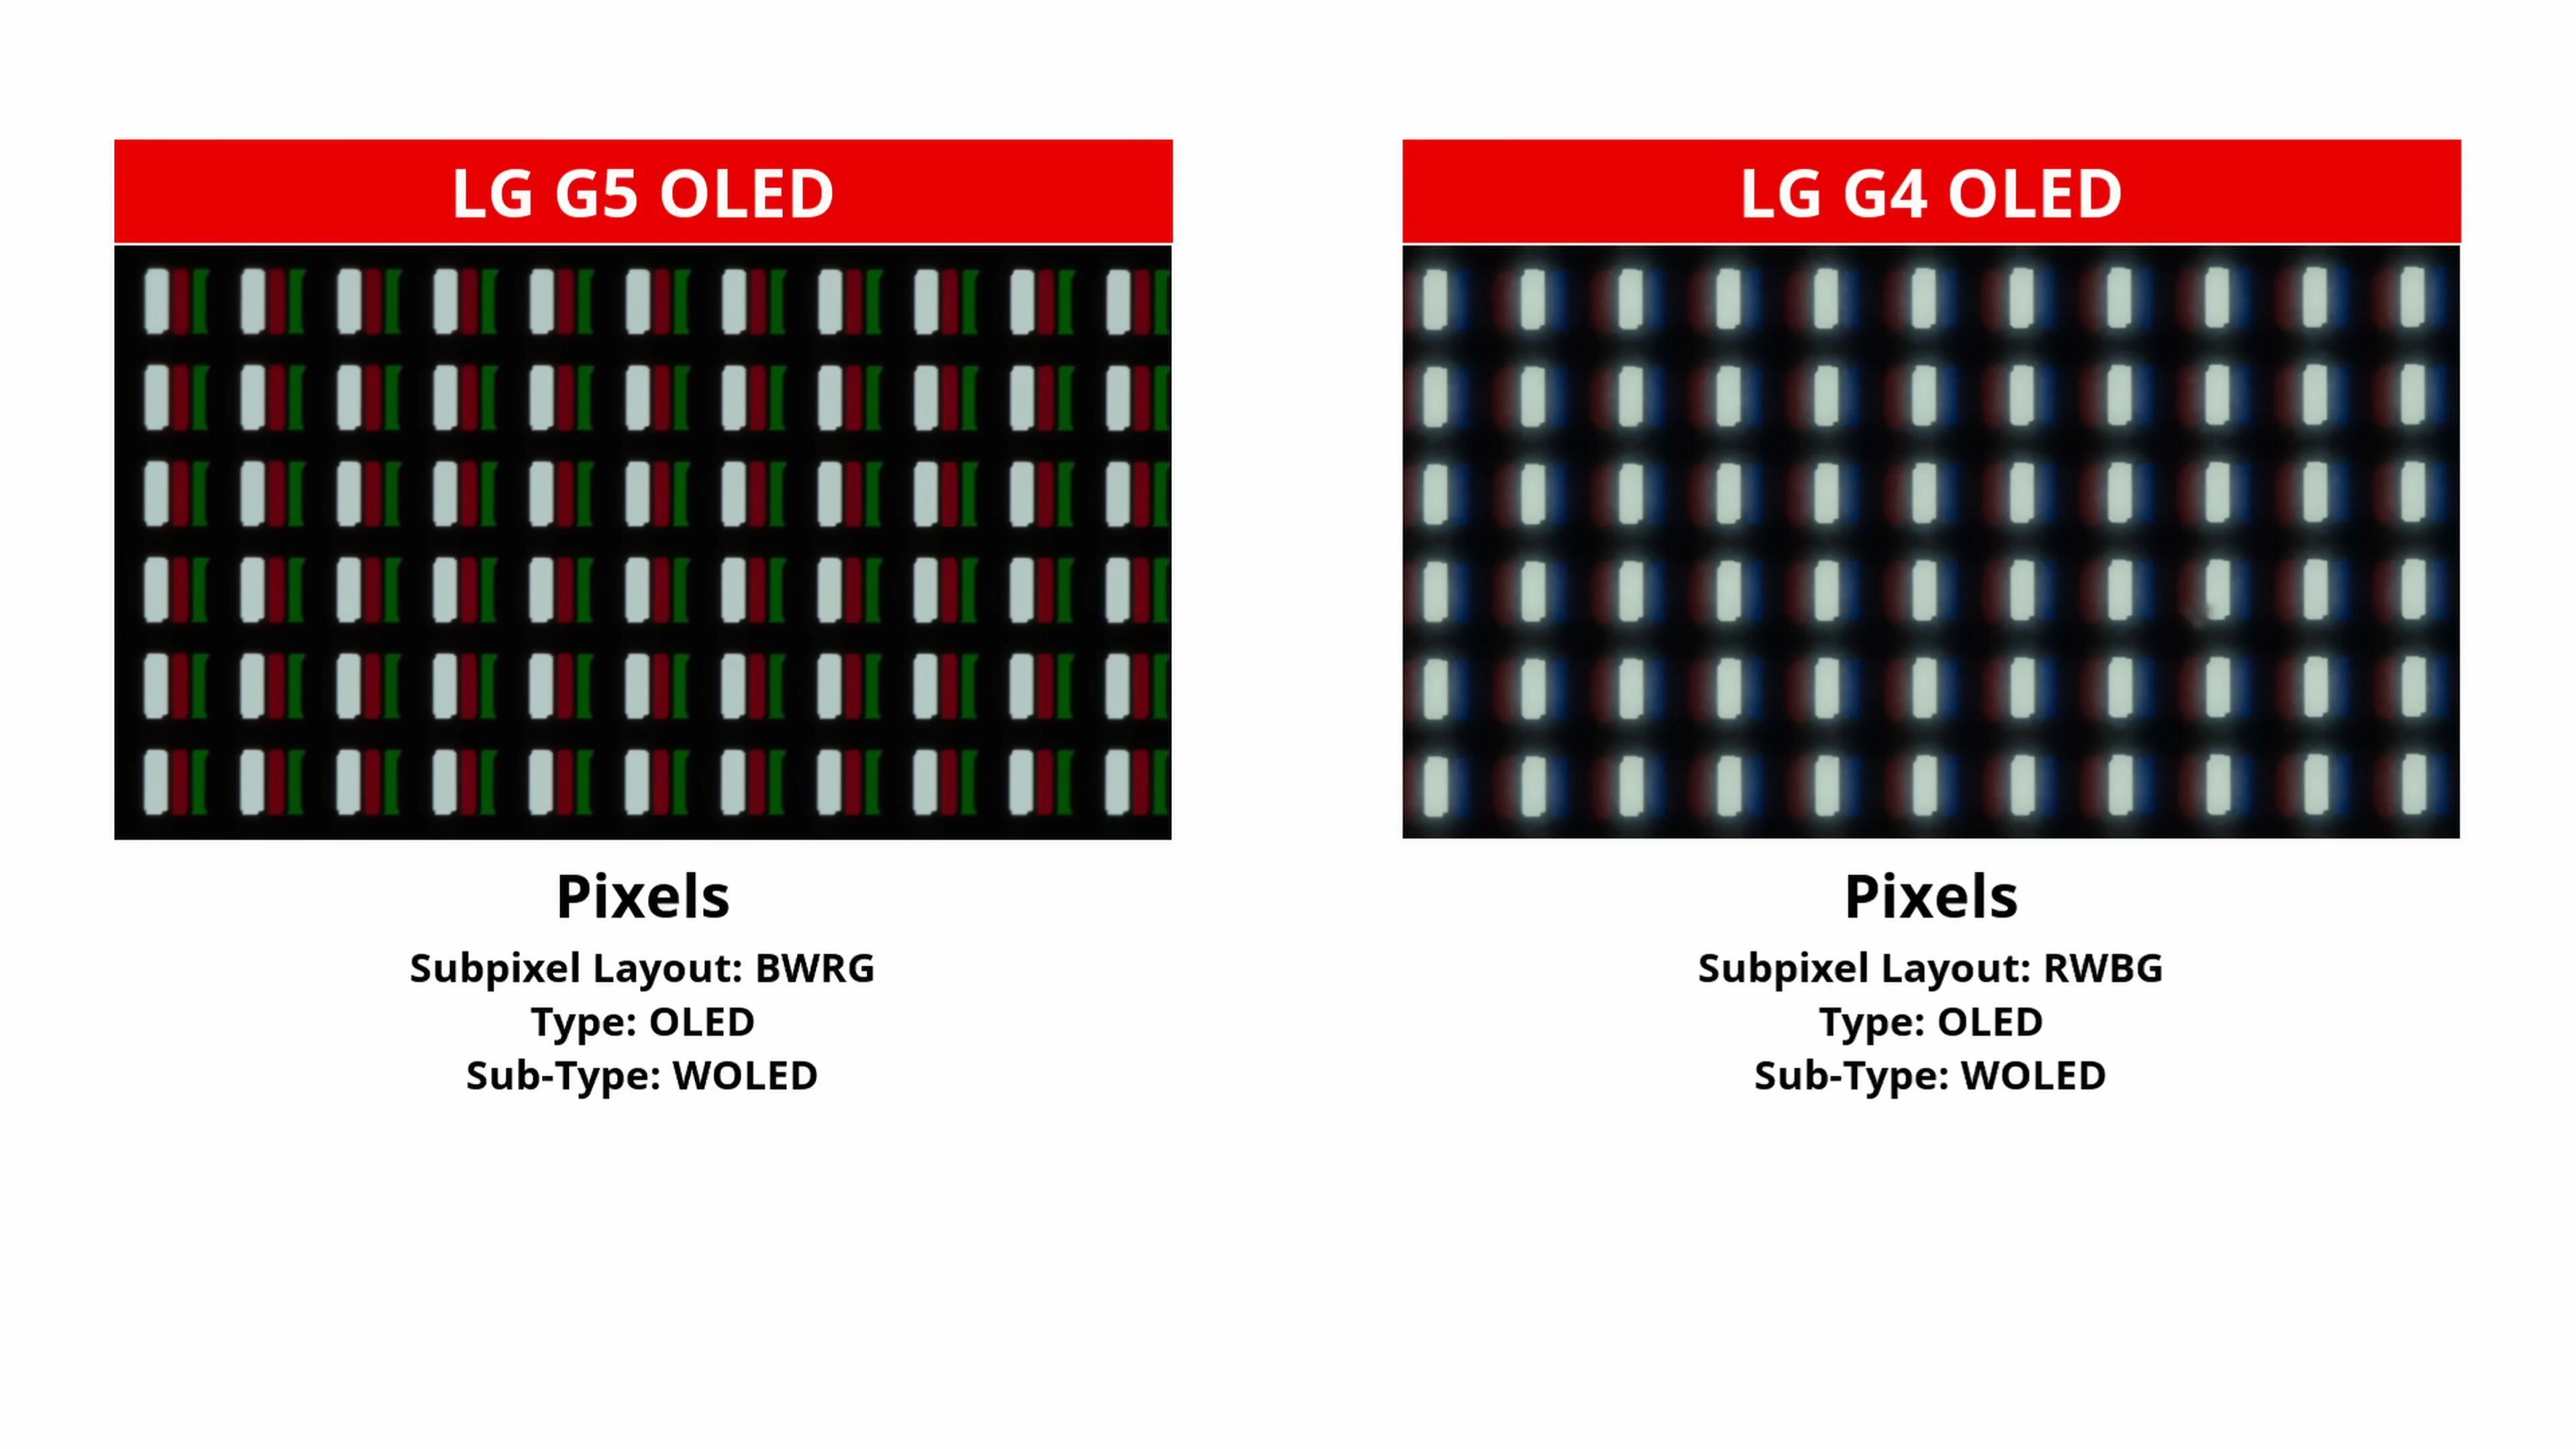 LG G5 OLED
Pixels
Subpixel Layout: BWRG
Type: OLED
Sub-Type: WOLED
LG G4 OLED
Pixels
Subpixel Layout: RWBG
Type: OLED
Sub-Type: WOLED